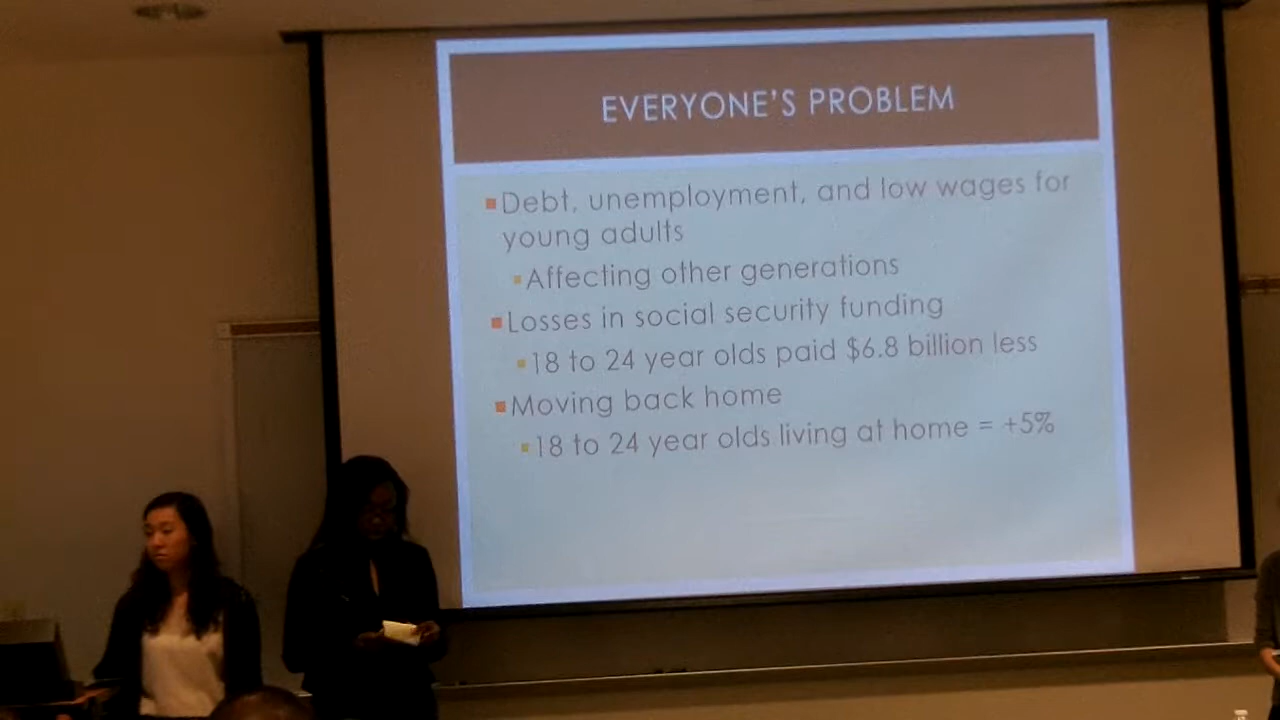 EVERYONE'S PROBLEM
Debt, unemployment, and low wages for
young adults
Affecting other generations
Losses in social security funding
18 to 24 year olds paid $6.8 billion less
Moving back home
18 to 24 year olds living at home = +5%